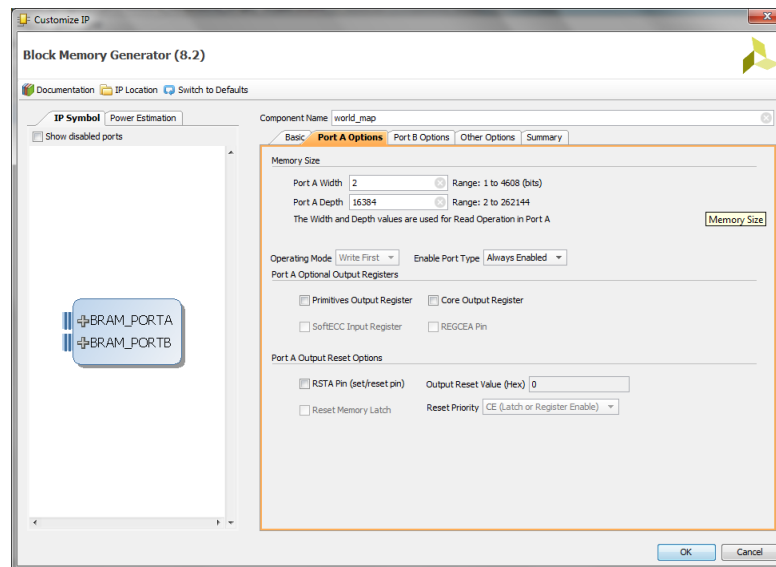 Customize IP
Block Memory Generator (8.2)
Documentation IP Location Switch to Defaults
IP Symbol Power Estimation
Show disabled ports
BRAM_PORTA
BRAM_PORTB
Component Name world_map
Basic Port A Options Port B Options Other Options Summary
Memory Size
Port A Width 2 Range: 1 to 4608 (bits)
Port A Depth 16384 Range: 2 to 262144
The Width and Depth values are used for Read Operation in Port A
Memory Size
Operating Mode Write First Enable Port Type Always Enabled
Port A Optional Output Registers
Primitives Output Register Core Output Register
SoftECC Input Register REGCEA Pin
Port A Output Reset Options
RSTA Pin (set/reset pin) Output Reset Value (Hex) 0
Reset Memory Latch Reset Priority CE (Latch or Register Enable)
OK Cancel